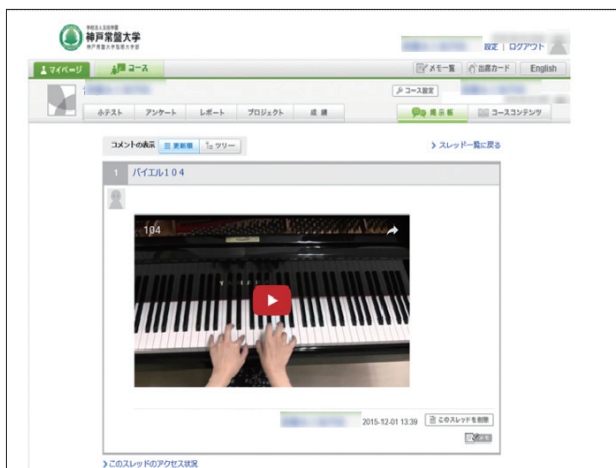 神戸常盤大学
設定 | ログアウト
マイページ
コース
メモ一覧
出席カード
English
コース設定
小テスト
アンケート
レポート
プロジェクト
成績
掲示板
コースコンテンツ
コメントの表示
更新順
ツリー
スレッド一覧に戻る
1
バイエル104
104
YAMAHA
2015-12-01 13:39
このスレッドを削除
このスレッドのアクセス状況